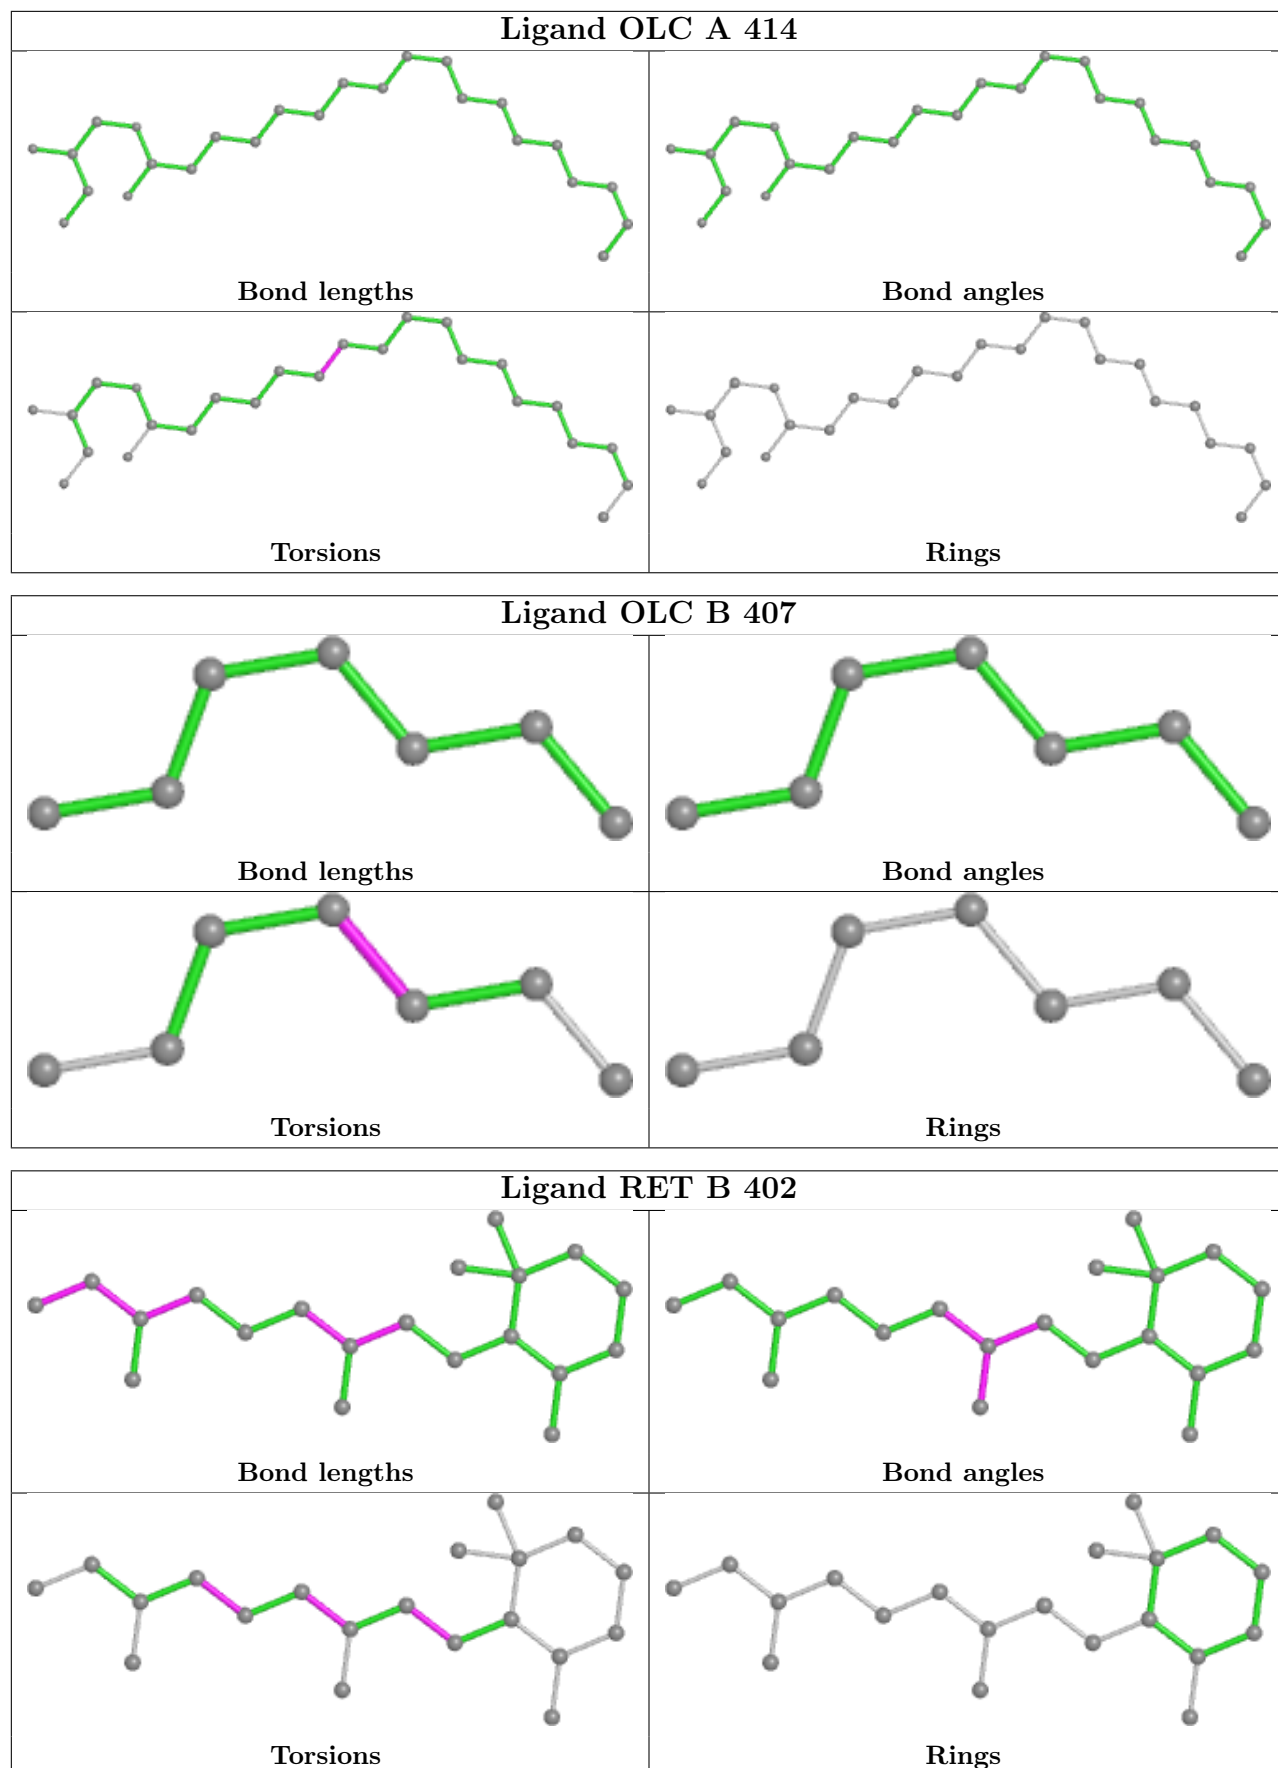 Ligand OLC A 414
Bond lengths
Bond angles
Torsions
Rings
Ligand OLC B 407
Bond lengths
Bond angles
Torsions
Rings
Ligand RET B 402
Bond lengths
Bond angles
Torsions
Rings